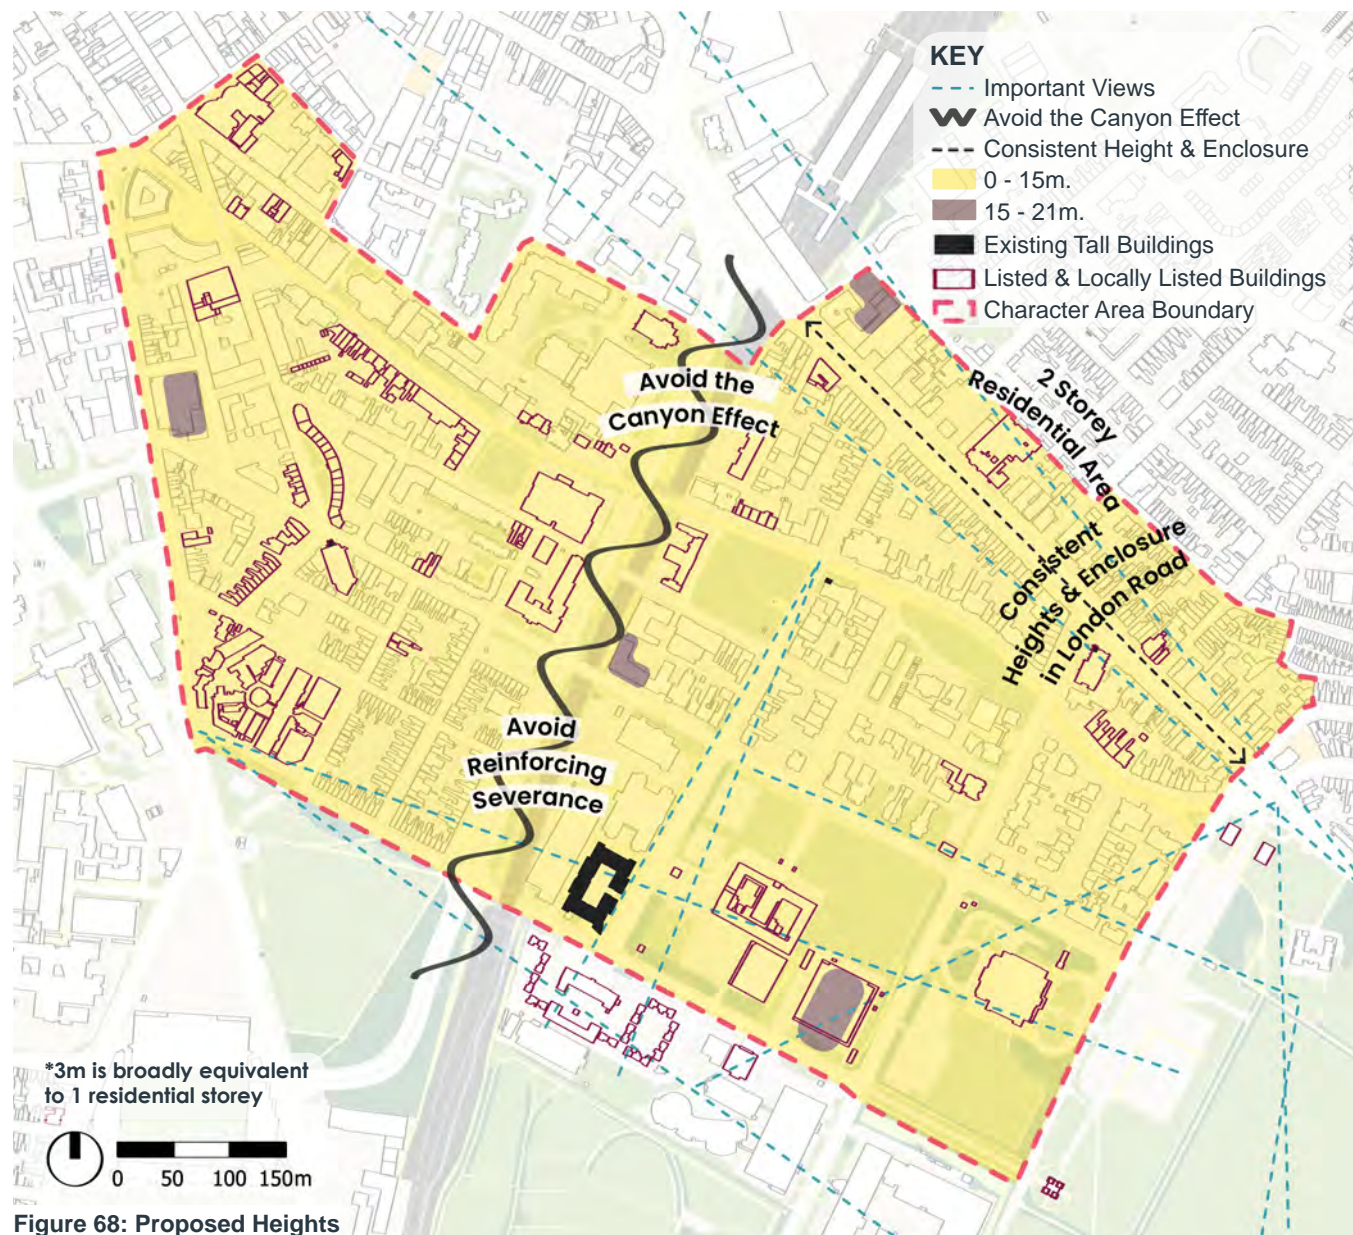 KEY
Important Views
Avoid the Canyon Effect
Consistent Height & Enclosure
0 - 15m.
15 - 21m.
Existing Tall Buildings
Listed & Locally Listed Buildings
Character Area Boundary
Avoid the
Canyon Effect
2 Storey
Residential Area
Consistent
Heights & Enclosure
in London Road
Avoid
Reinforcing
Severance
*3m is broadly equivalent
to 1 residential storey
0 50 100 150m
Figure 68: Proposed Heights